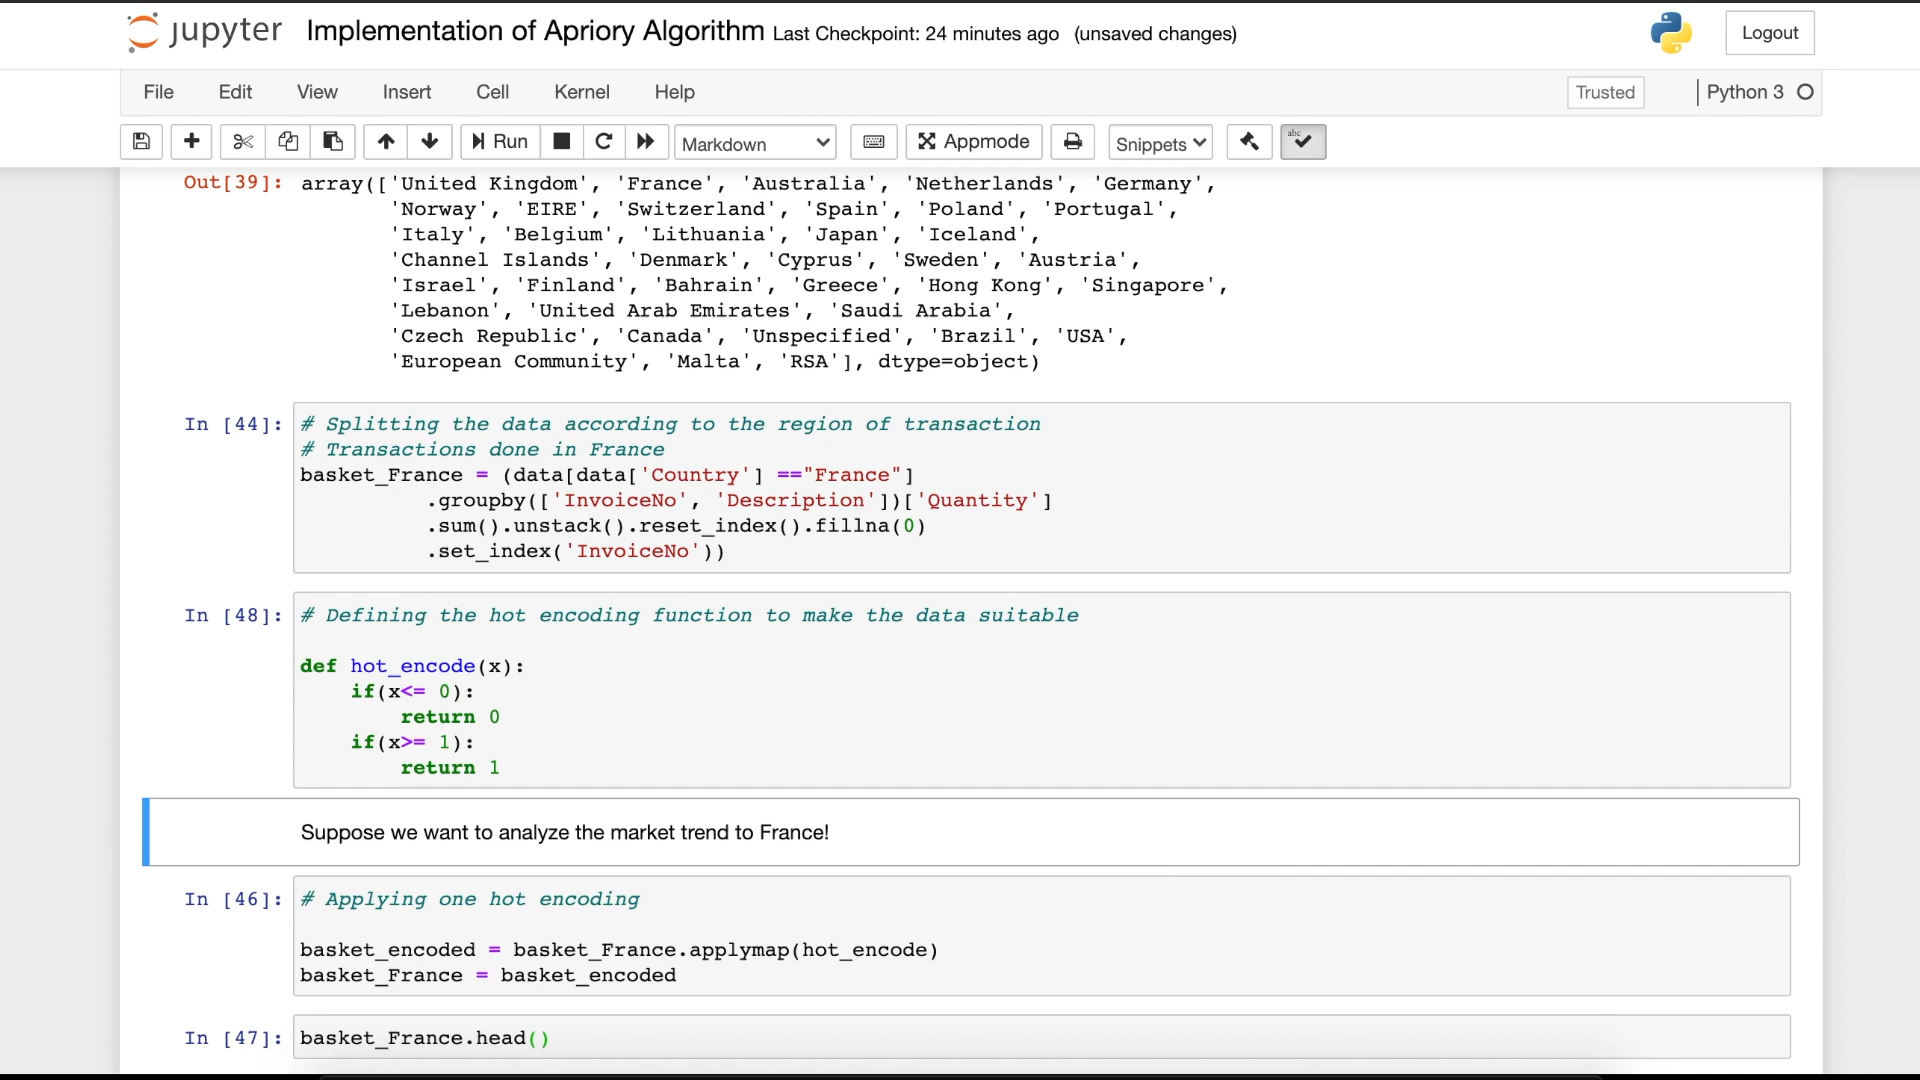 jupyter Implementation of Apriory Algorithm Last Checkpoint: 24 minutes ago (unsaved changes)
Logout
File Edit View Insert Cell Kernel Help
Trusted Python 3
Run Markdown Appmode Snippets abc
Out[39]: array(['United Kingdom', 'France', 'Australia', 'Netherlands', 'Germany',
'Norway', 'EIRE', 'Switzerland', 'Spain', 'Poland', 'Portugal',
'Italy', 'Belgium', 'Lithuania', 'Japan', 'Iceland',
'Channel Islands', 'Denmark', 'Cyprus', 'Sweden', 'Austria',
'Israel', 'Finland', 'Bahrain', 'Greece', 'Hong Kong', 'Singapore',
'Lebanon', 'United Arab Emirates', 'Saudi Arabia',
'Czech Republic', 'Canada', 'Unspecified', 'Brazil', 'USA',
'European Community', 'Malta', 'RSA'], dtype=object)
In [44]: # Splitting the data according to the region of transaction
# Transactions done in France
basket_France = (data[data['Country'] =="France"]
.groupby(['InvoiceNo', 'Description'])['Quantity']
.sum().unstack().reset_index().fillna(0)
.set_index('InvoiceNo'))
In [48]: # Defining the hot encoding function to make the data suitable
def hot_encode(x):
if(x<= 0):
return 0
if(x>= 1):
return 1
Suppose we want to analyze the market trend to France!
In [46]: # Applying one hot encoding
basket_encoded = basket_France.applymap(hot_encode)
basket_France = basket_encoded
In [47]: basket_France.head()